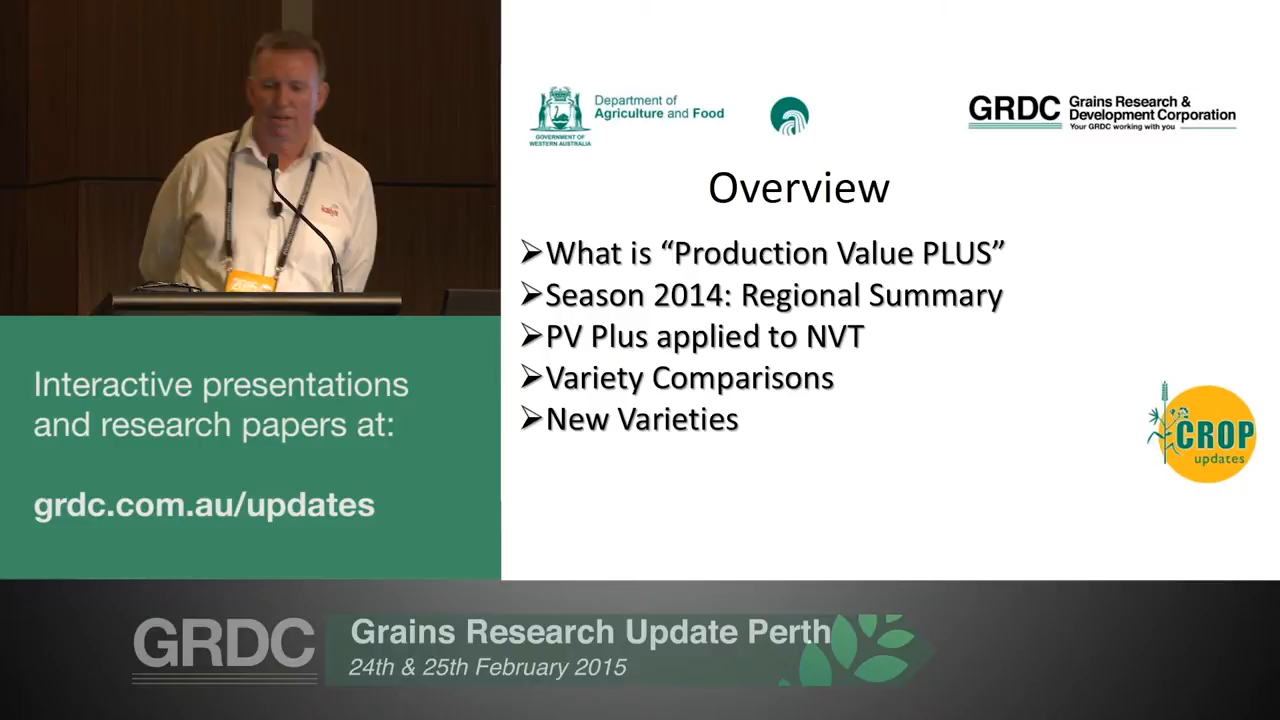 Department of
Agriculture and Food
GOVERNMENT OF
WESTERN AUSTRALIA
GRDC
Grains Research &
Development Corporation
Your GRDC working with you
Overview
➢What is “Production Value PLUS”
➢Season 2014: Regional Summary
➢PV Plus applied to NVT
➢Variety Comparisons
➢New Varieties
CROP
updates
Interactive presentations
and research papers at:
grdc.com.au/updates
GRDC
Grains Research Update Perth
24th & 25th February 2015